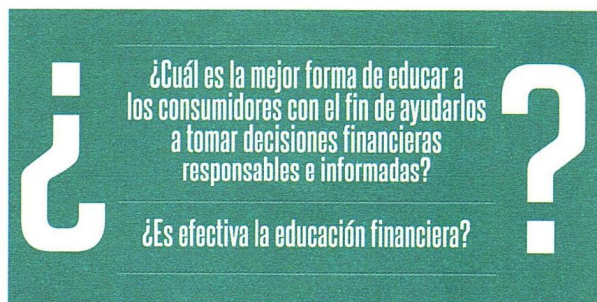 ¿Cuál es la mejor forma de educar a
los consumidores con el fin de ayudarlos
a tomar decisiones financieras
responsables e informadas?
¿Es efectiva la educación financiera?
¿ ?